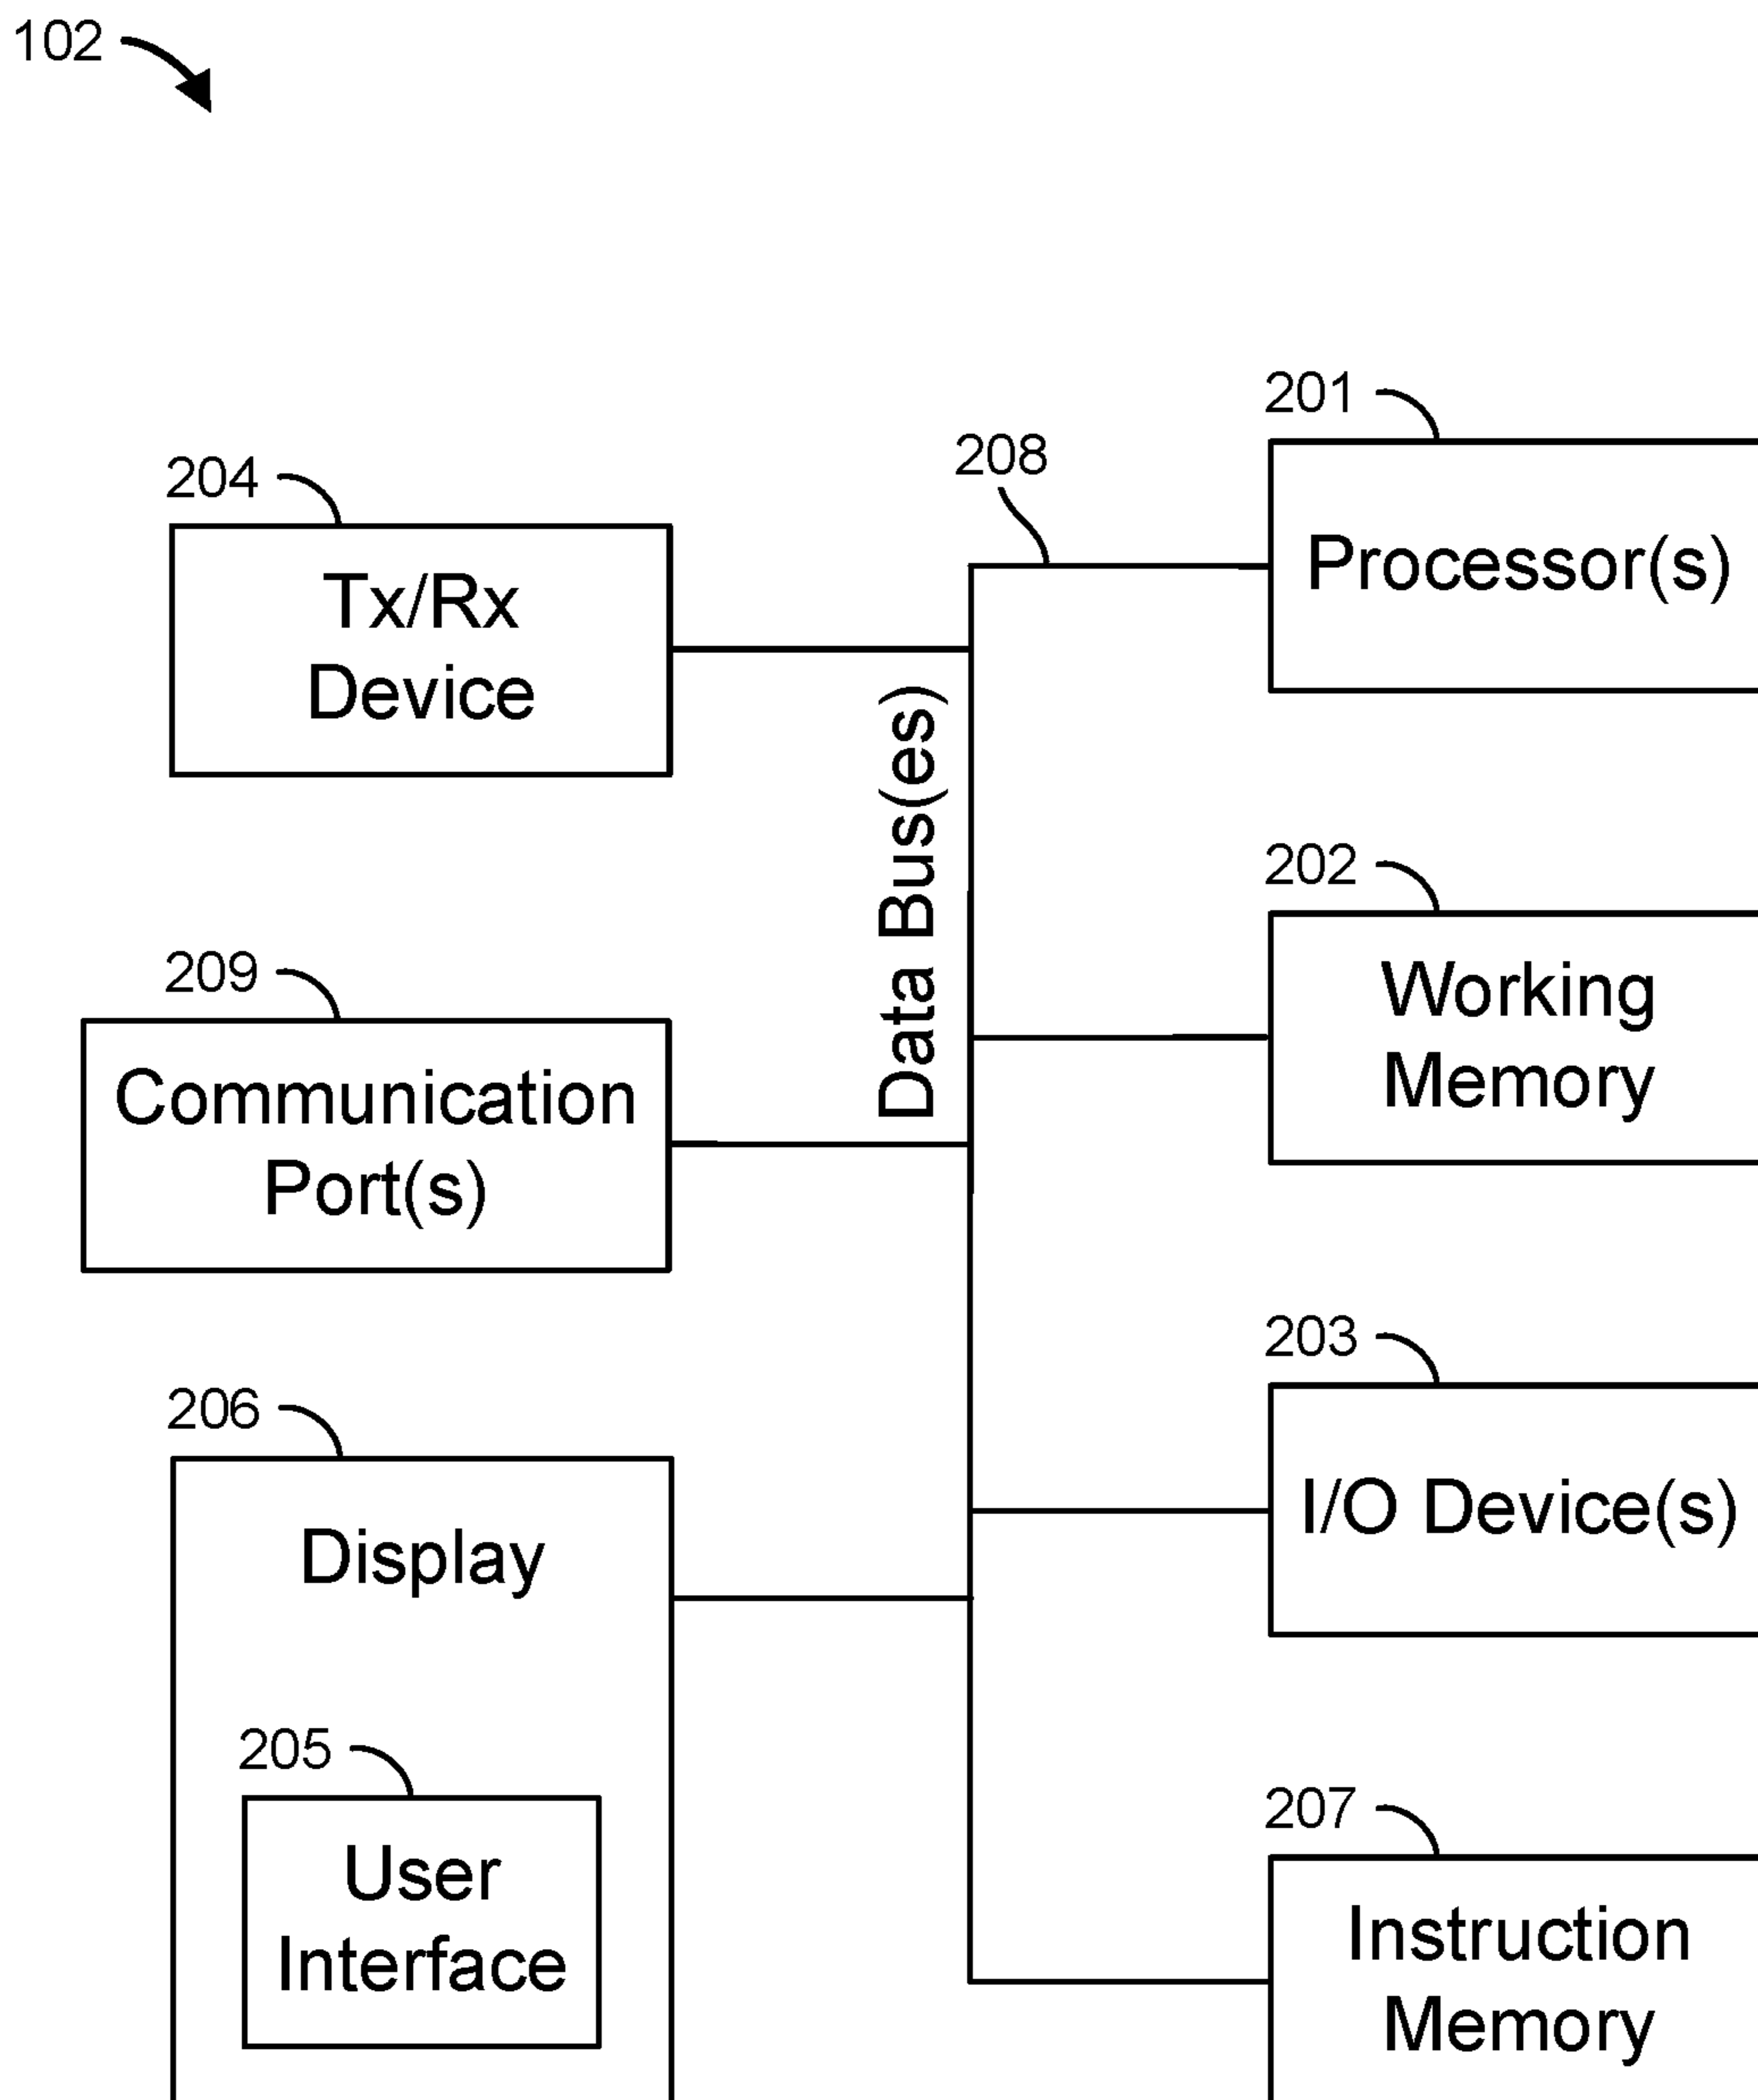 102
201
208
204
Processor(s)
Tx/Rx
Device
Data Bus(es)
202
209
Working
Memory
Communication
Port(s)
203
206
I/O Device(s)
Display
205
207
User
Interface
Instruction
Memory